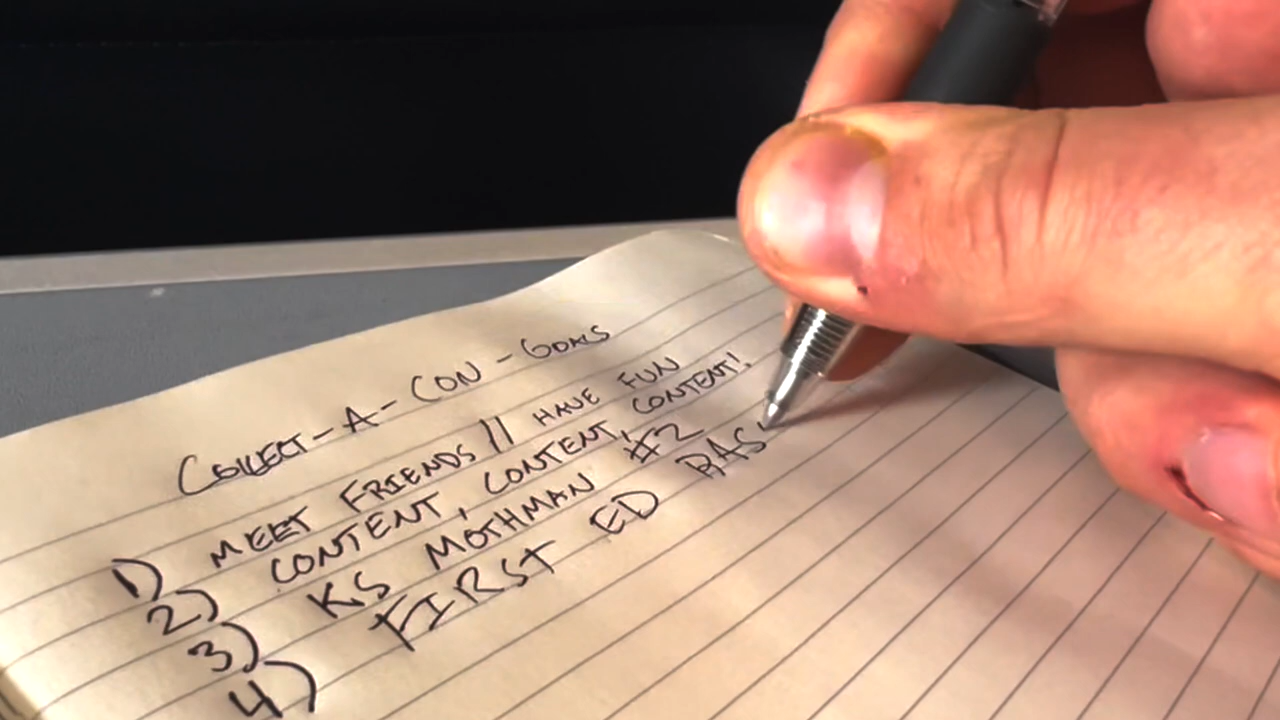 COLLECT-A-CON - GOALS
1) MEET FRIENDS // HAVE FUN
2) CONTENT, CONTENT, CONTENT!
3) KS MOTHMAN #2
4) FIRST ED BAS